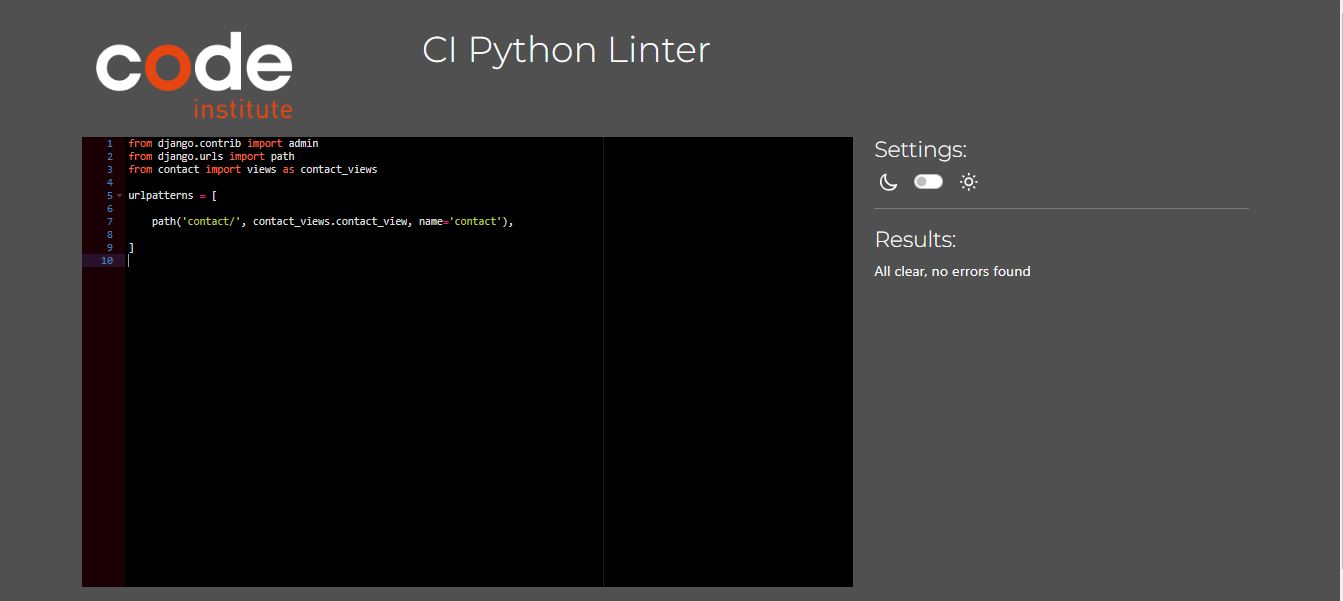 code
institute
CI Python Linter
1 from django.contrib import admin
2 from django.urls import path
3 from contact import views as contact_views
4
5 urlpatterns = [
6
7     path('contact/', contact_views.contact_view, name='contact'),
8
9 ]
10
Settings:
Results:
All clear, no errors found